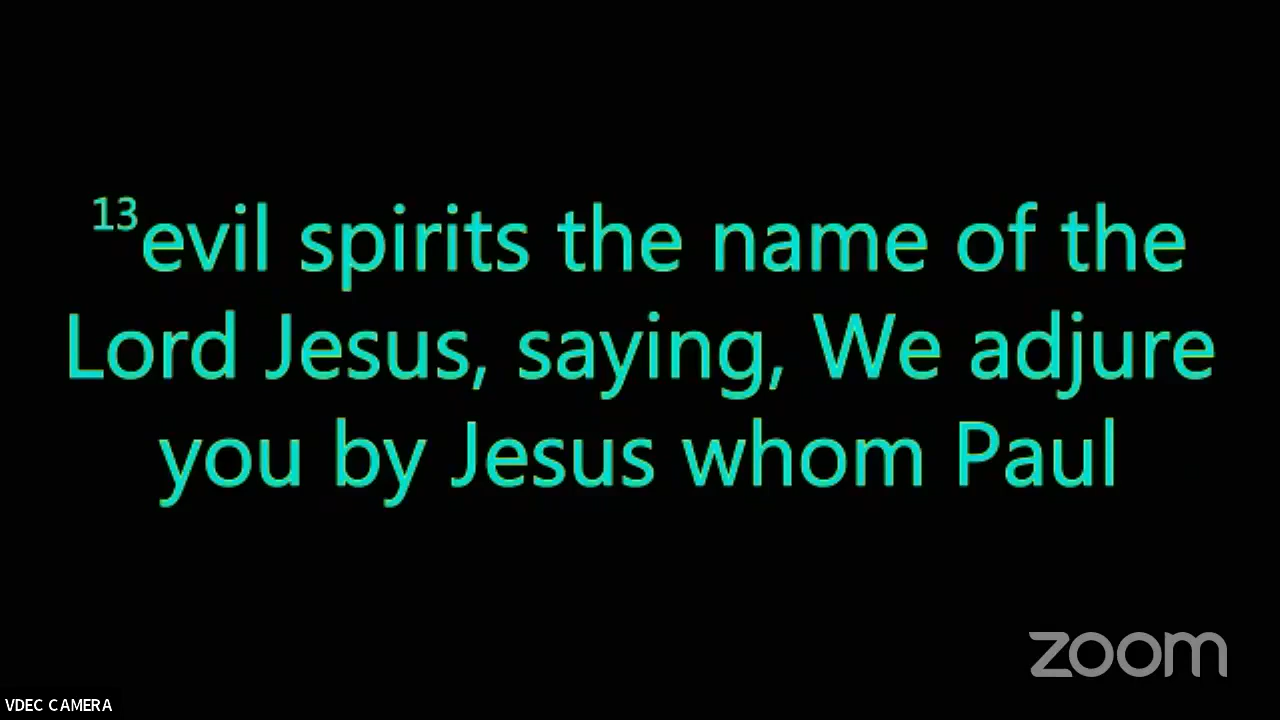 13evil spirits the name of the
Lord Jesus, saying, We adjure
you by Jesus whom Paul
zoom
VDEC CAMERA